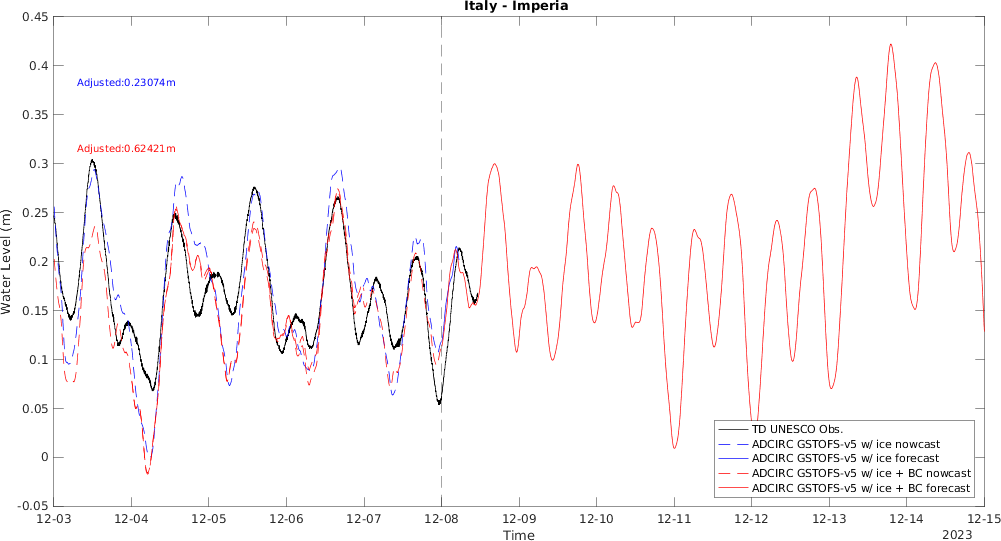 Italy - Imperia
0.45
0.4
0.35
0.3
0.25
0.2
0.15
0.1
0.05
0
-0.05
Water Level (m)
Adjusted:0.23074m
Adjusted:0.62421m
TD UNESCO Obs.
ADCIRC GSTOFS-v5 w/ ice nowcast
ADCIRC GSTOFS-v5 w/ ice forecast
ADCIRC GSTOFS-v5 w/ ice + BC nowcast
ADCIRC GSTOFS-v5 w/ ice + BC forecast
12-03 12-04 12-05 12-06 12-07 12-08 12-09 12-10 12-11 12-12 12-13 12-14 12-15
Time
2023